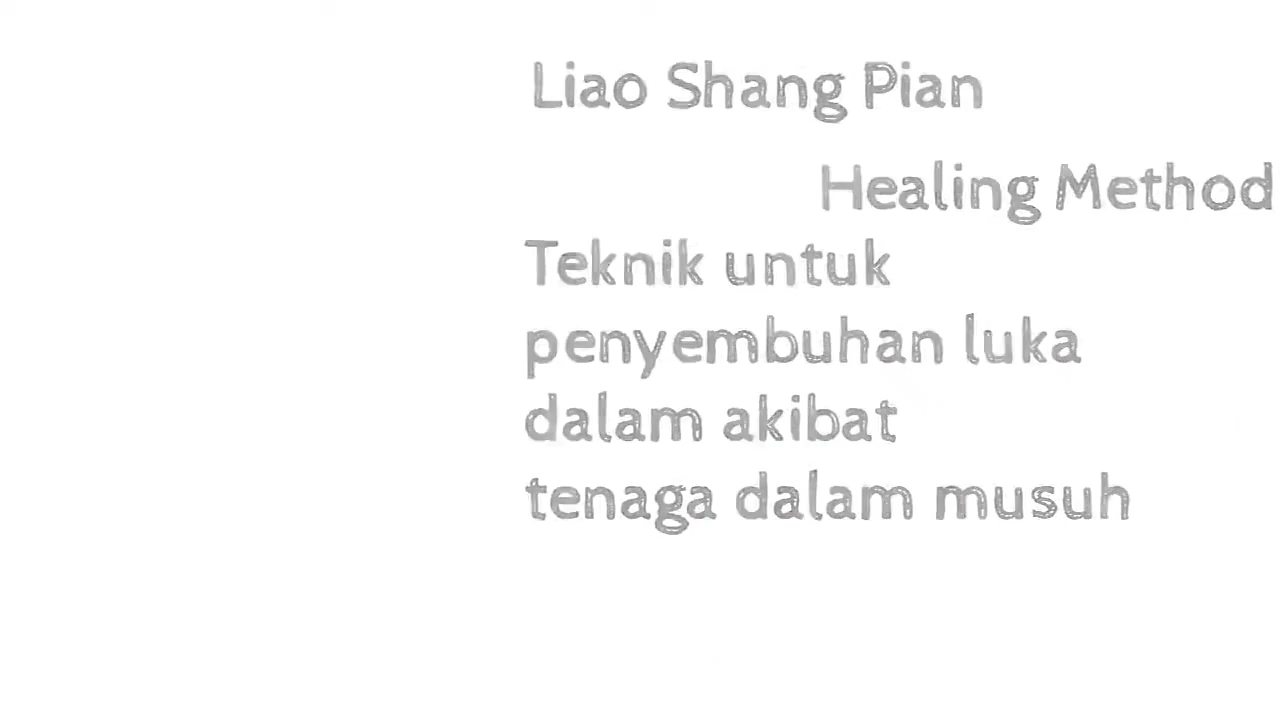 Liao Shang Pian
Healing Method
Teknik untuk
penyembuhan luka
dalam akibat
tenaga dalam musuh